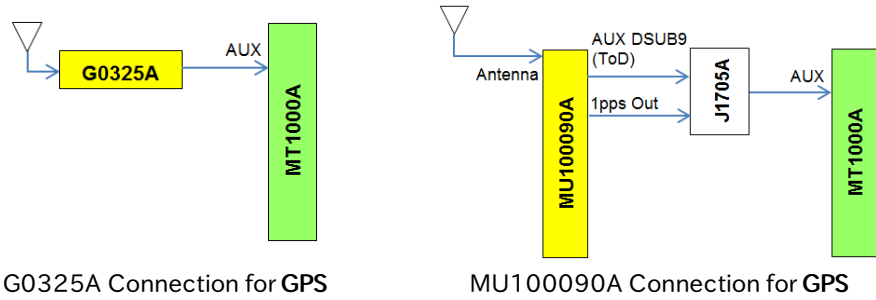 AUX
G0325A
MT1000A
G0325A Connection for GPS
AUX DSUB9
(ToD)
Antenna
1pps Out
MU100090A
J1705A
AUX
MT1000A
MU100090A Connection for GPS